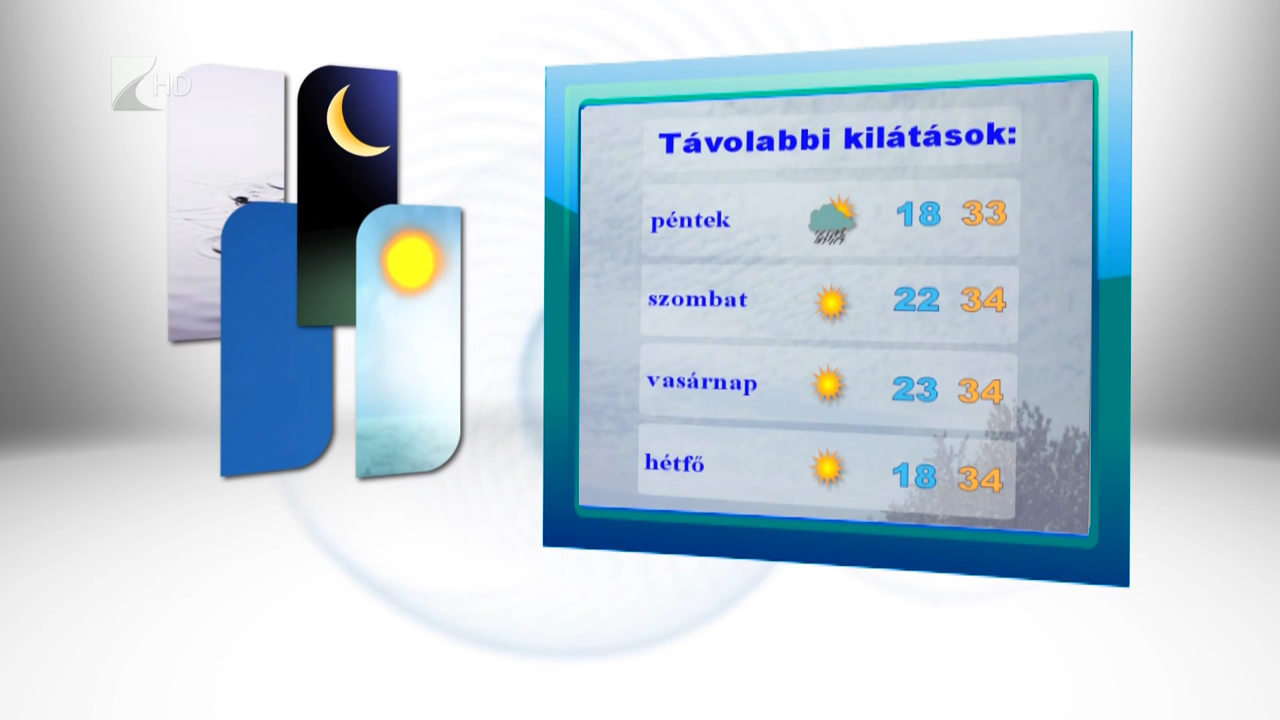 HD
Távolabbi kilátások:
péntek 18 33
szombat 22 34
vasárnap 23 34
hétfő 18 34